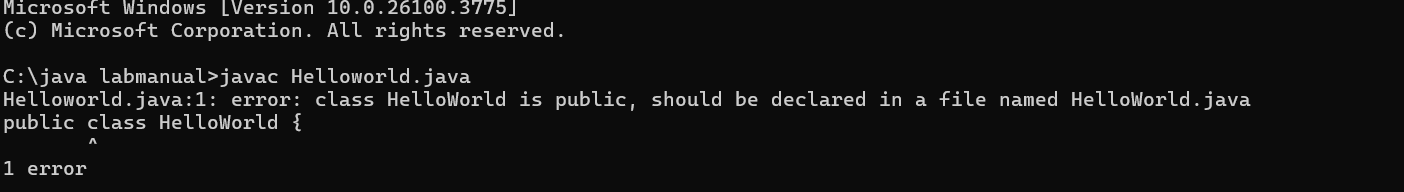 Microsoft Windows [Version 10.0.26100.3775]
(c) Microsoft Corporation. All rights reserved.
C:\java labmanual>javac Helloworld.java
Helloworld.java:1: error: class HelloWorld is public, should be declared in a file named HelloWorld.java
public class HelloWorld {
       ^
1 error